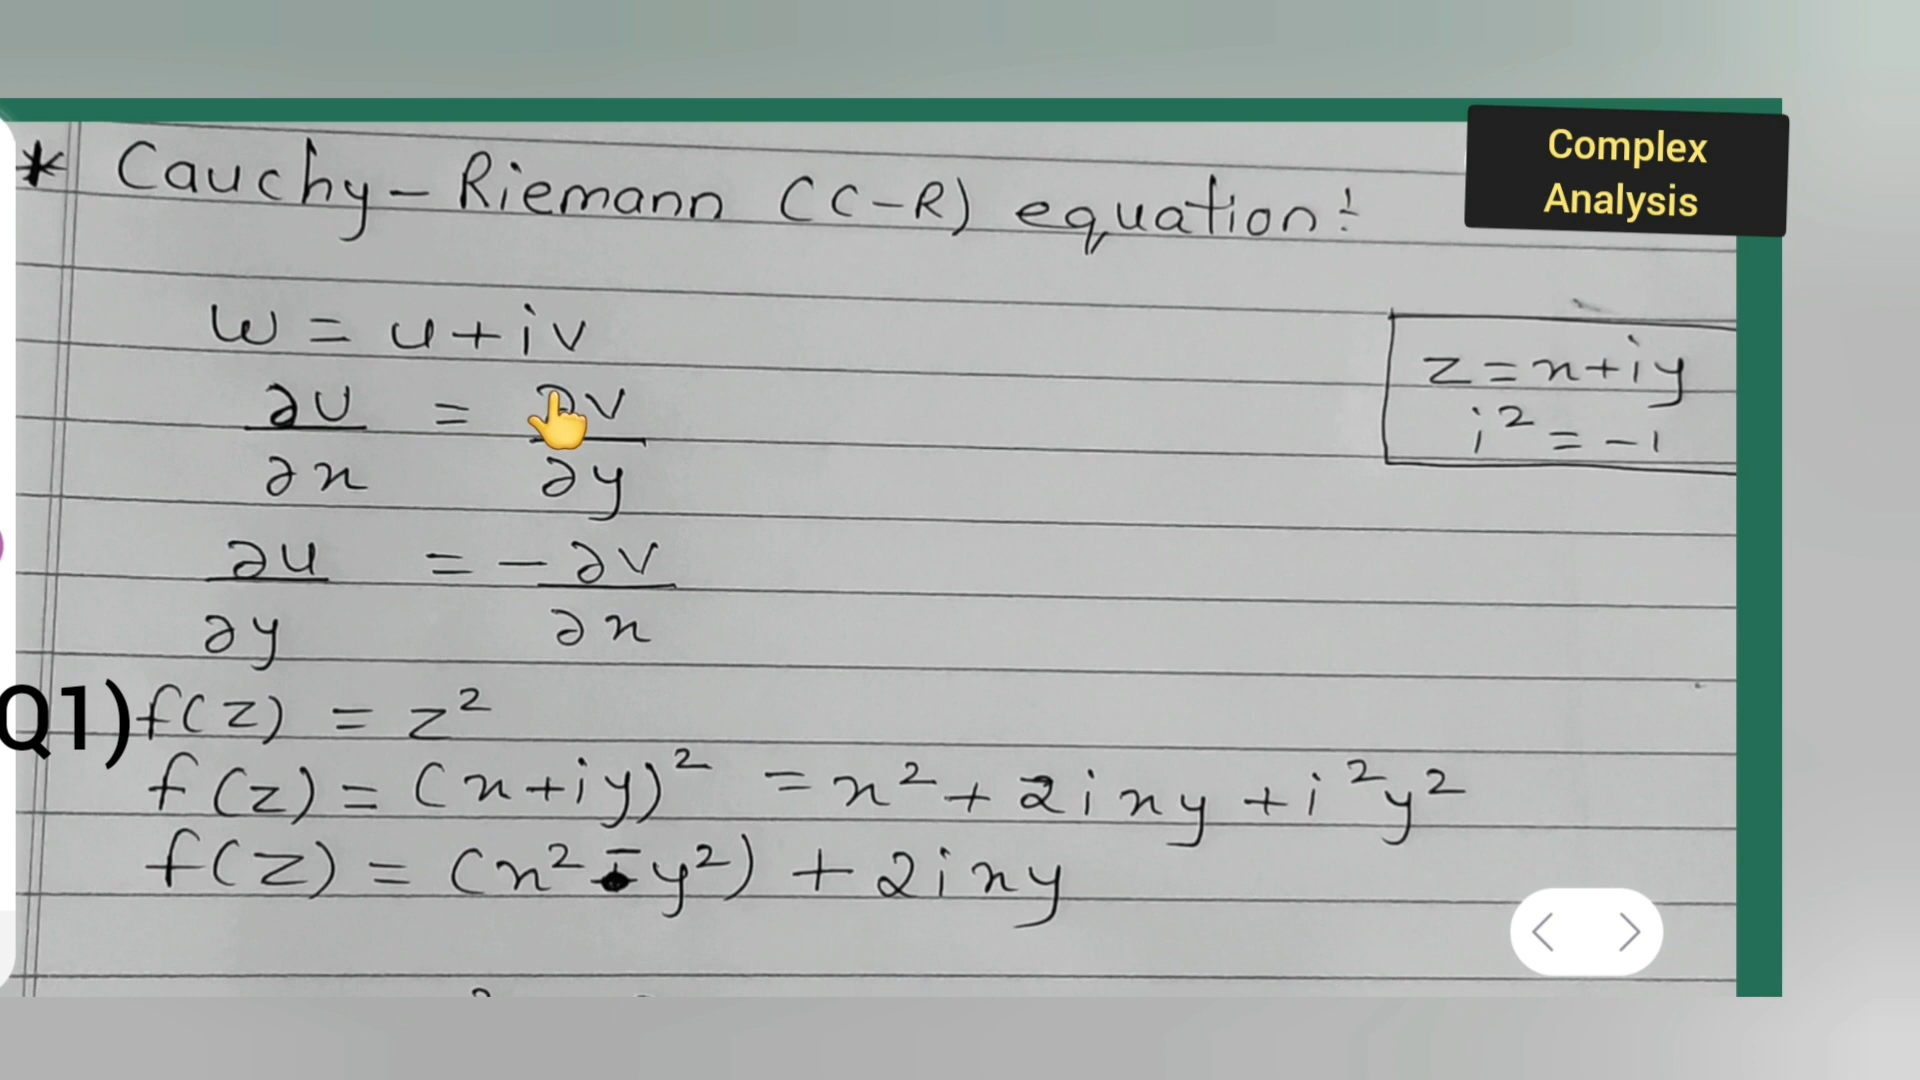 * Cauchy-Riemann (C-R) equation:
Complex
Analysis
w = u+iv
z=x+iy
i² = -1
∂u/∂x = ∂v/∂y
∂u/∂y = -∂v/∂x
Q1) f(z) = z²
f(z) = (x+iy)² = x² + 2ixy + i²y²
f(z) = (x² - y²) + 2ixy